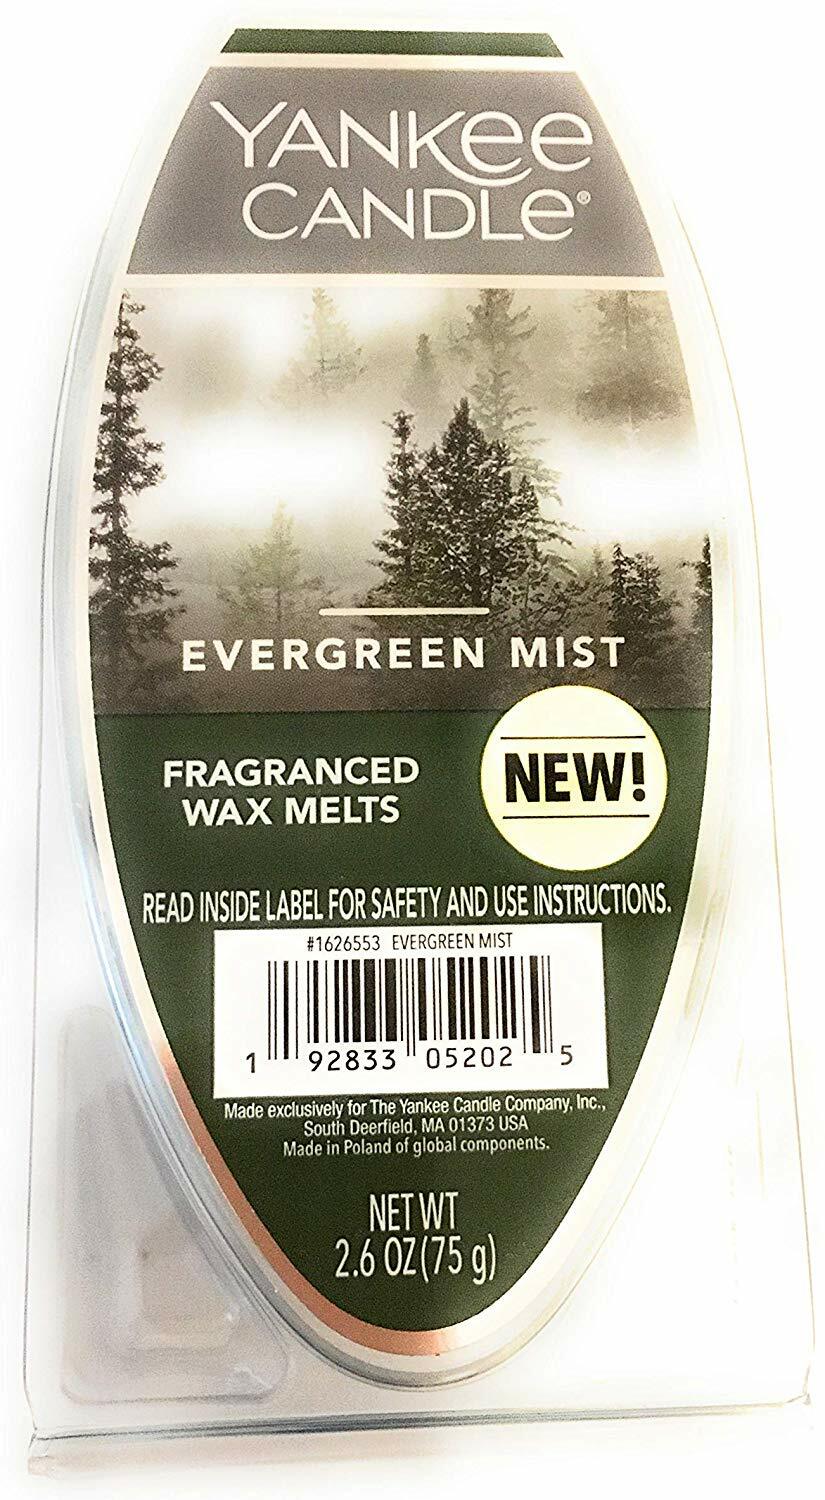 YANKEE
CANDLE®
EVERGREEN MIST
FRAGRANCED
WAX MELTS
NEW!
READ INSIDE LABEL FOR SAFETY AND USE INSTRUCTIONS.
#1626553 EVERGREEN MIST
1 92833 05202 5
Made exclusively for The Yankee Candle Company, Inc.,
South Deerfield, MA 01373 USA
Made in Poland of global components.
NET WT
2.6 OZ (75 g)